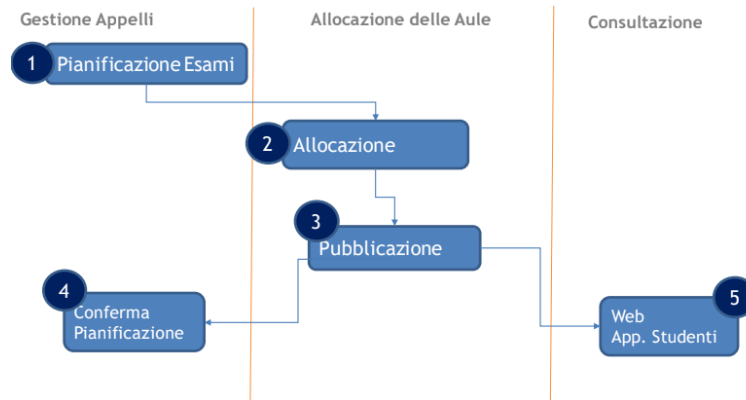 Gestione Appelli
Allocazione delle Aule
Consultazione
1 Pianificazione Esami
2 Allocazione
3 Pubblicazione
4 Conferma
Pianificazione
5 Web
App. Studenti